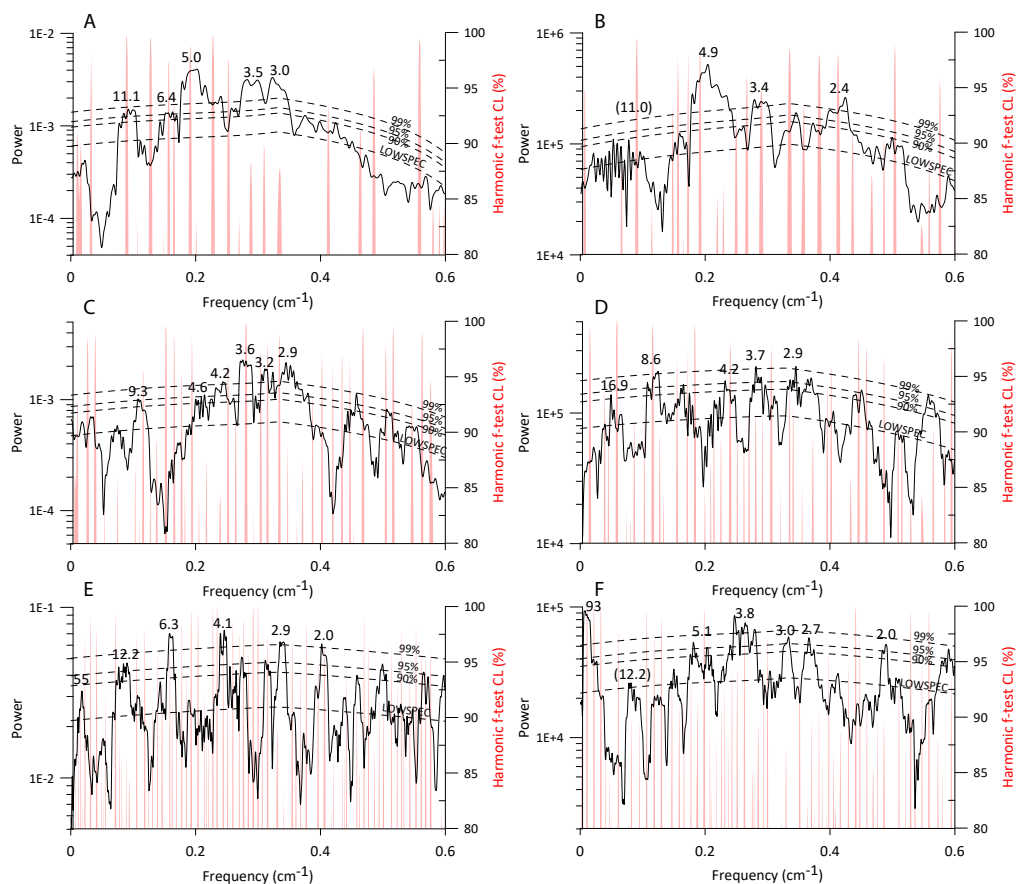 A
1E-2
1E-3
1E-4
Power
11.1
6.4
5.0
3.5
3.0
99%
95%
90%
LOWSPEC
100
95
90
85
80
Harmonic f-test CL (%)
0
0.2
0.4
0.6
Frequency (cm-1)
B
1E+6
1E+5
1E+4
Power
(11.0)
4.9
3.4
2.4
99%
95%
90%
LOWSPEC
100
95
90
85
80
Harmonic f-test CL (%)
0
0.2
0.4
0.6
Frequency (cm-1)
C
1E-3
1E-4
Power
9.3
4.6
4.2
3.6
3.2
2.9
99%
95%
90%
LOWSPEC
100
95
90
85
80
Harmonic f-test CL (%)
0
0.2
0.4
0.6
Frequency (cm-1)
D
1E+5
1E+4
Power
16.9
8.6
4.2
3.7
2.9
99%
95%
90%
LOWSPEC
100
95
90
85
80
Harmonic f-test CL (%)
0
0.2
0.4
0.6
Frequency (cm-1)
E
1E-1
1E-2
Power
55
12.2
6.3
4.1
2.9
2.0
99%
95%
90%
LOWSPEC
100
95
90
85
80
Harmonic f-test CL (%)
0
0.2
0.4
0.6
Frequency (cm-1)
F
1E+5
1E+4
Power
93
(12.2)
5.1
3.8
3.0
2.7
2.0
99%
95%
90%
LOWSPEC
100
95
90
85
80
Harmonic f-test CL (%)
0
0.2
0.4
0.6
Frequency (cm-1)